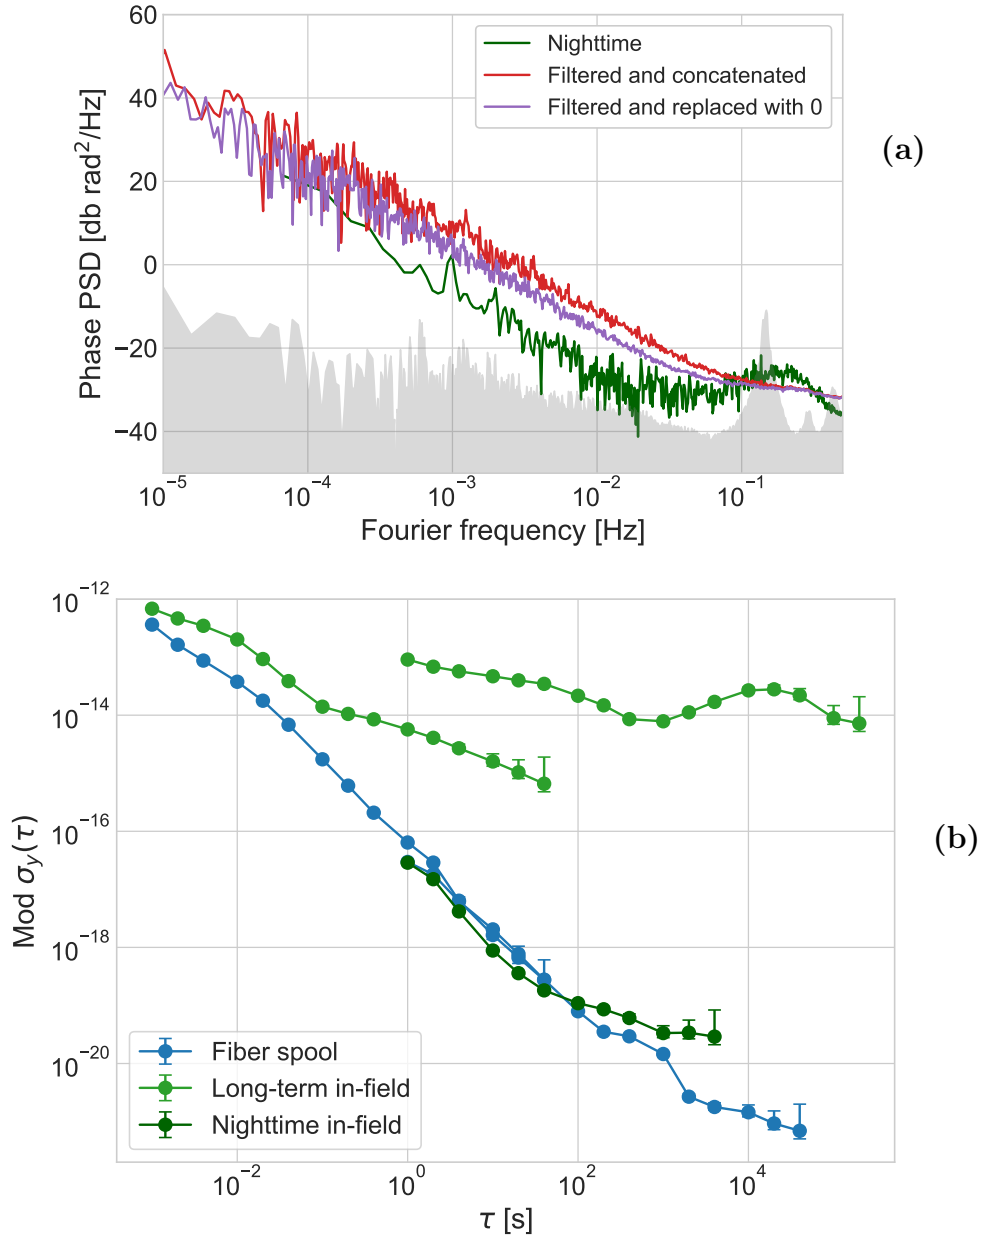 60
40
20
0
−20
−40
Phase PSD [db rad²/Hz]
Nighttime
Filtered and concatenated
Filtered and replaced with 0
(a)
10⁻⁵ 10⁻⁴ 10⁻³ 10⁻² 10⁻¹
Fourier frequency [Hz]
10⁻¹²
10⁻¹⁴
10⁻¹⁶
10⁻¹⁸
10⁻²⁰
Mod σ_y(τ)
(b)
Fiber spool
Long-term in-field
Nighttime in-field
10⁻² 10⁰ 10² 10⁴
τ [s]